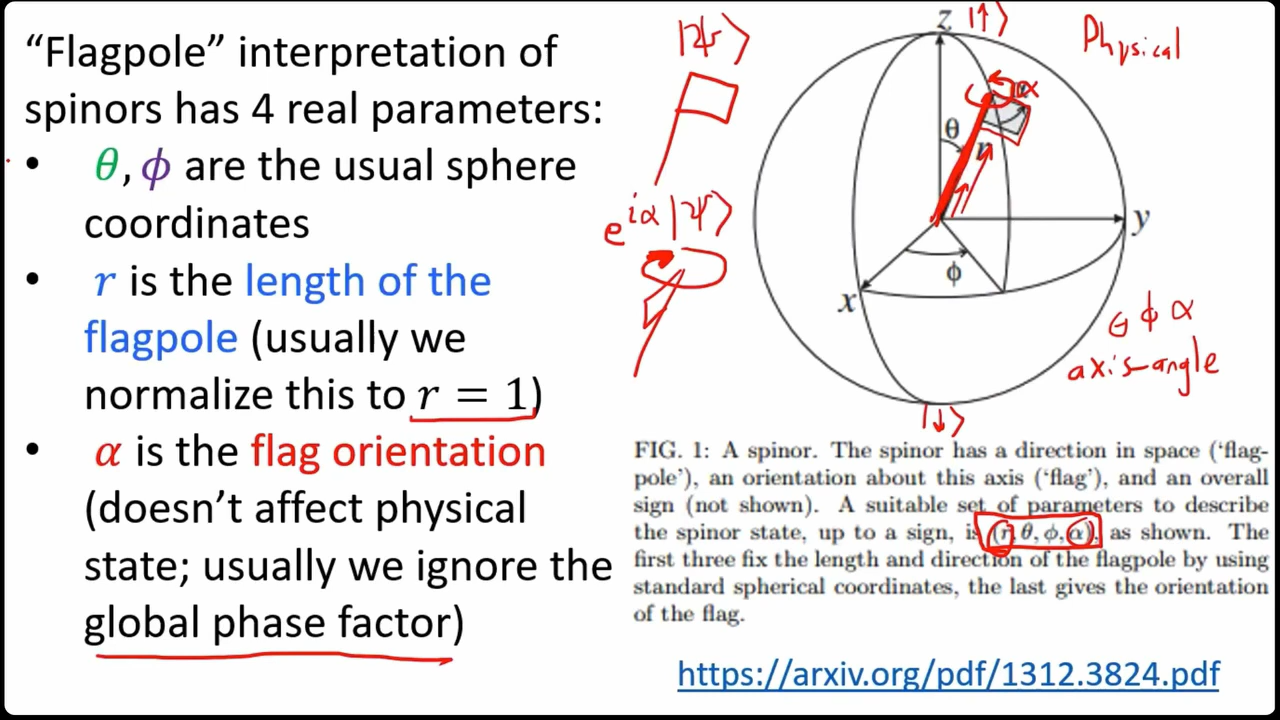 “Flagpole” interpretation of
spinors has 4 real parameters:
• θ, ϕ are the usual sphere
coordinates
• r is the length of the
flagpole (usually we
normalize this to r = 1)
• α is the flag orientation
(doesn’t affect physical
state; usually we ignore the
global phase factor)
|ψ⟩
e^{iα}|ψ⟩
z |↑⟩
Physical
α
θ
r
y
ϕ
x
θ ϕ α
axis-angle
|↓⟩
FIG. 1: A spinor. The spinor has a direction in space (‘flag-
pole’), an orientation about this axis (‘flag’), and an overall
sign (not shown). A suitable set of parameters to describe
the spinor state, up to a sign, is (r, θ, ϕ, α), as shown. The
first three fix the length and direction of the flagpole by using
standard spherical coordinates, the last gives the orientation
of the flag.
https://arxiv.org/pdf/1312.3824.pdf